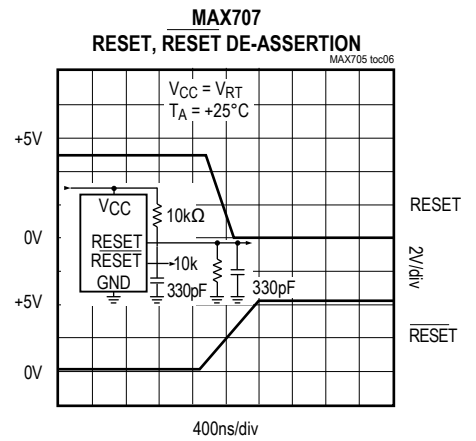 MAX707
RESET, RESET DE-ASSERTION
MAX705 toc06
VCC = VRT
TA = +25°C
+5V
VCC
10kΩ
RESET
0V
RESET
RESET
10k
GND
330pF
330pF
2V/div
+5V
RESET
0V
400ns/div